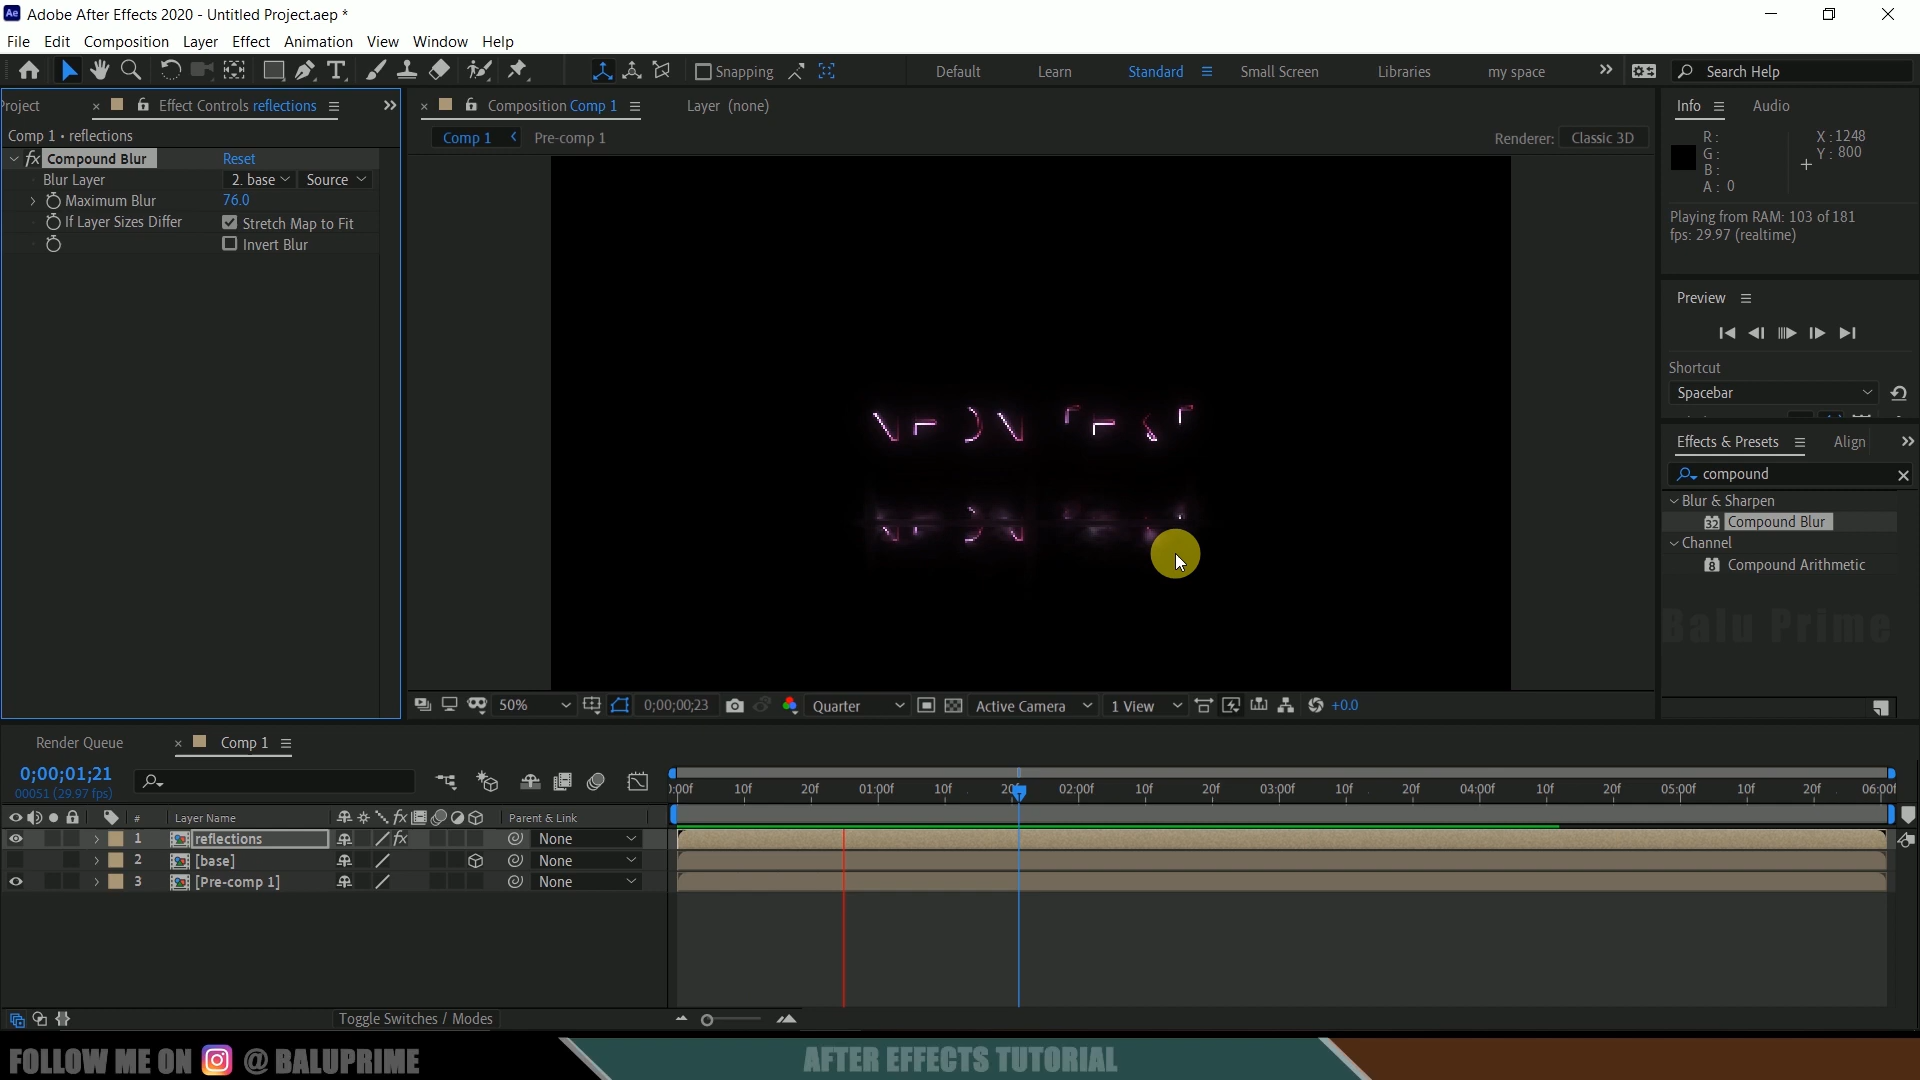 Adobe After Effects 2020 - Untitled Project.aep *
File Edit Composition Layer Effect Animation View Window Help
Snapping Default Learn Standard Small Screen Libraries my space Search Help
roject Effect Controls reflections Composition Comp 1 Layer (none) Info Audio
Comp 1 • reflections
Comp 1 Pre-comp 1 Renderer: Classic 3D
fx Compound Blur Reset
Blur Layer 2. base Source
Maximum Blur 76.0
If Layer Sizes Differ Stretch Map to Fit
Invert Blur
R: X: 1248
G: Y: 800
B:
A: 0
Playing from RAM: 103 of 181
fps: 29.97 (realtime)
Preview
Shortcut
Spacebar
Effects & Presets Align
compound
Blur & Sharpen
32 Compound Blur
Channel
8 Compound Arithmetic
Balu Prime
50% 0;00;00;23 Quarter Active Camera 1 View +0.0
Render Queue Comp 1
0;00;01;21
00051 (29.97 fps)
):00f 10f 20f 01:00f 10f 20f 02:00f 10f 20f 03:00f 10f 20f 04:00f 10f 20f 05:00f 10f 20f 06:00f
# Layer Name fx Parent & Link
1 reflections fx None
2 [base] None
3 [Pre-comp 1] None
Toggle Switches / Modes
FOLLOW ME ON @ BALUPRIME AFTER EFFECTS TUTORIAL